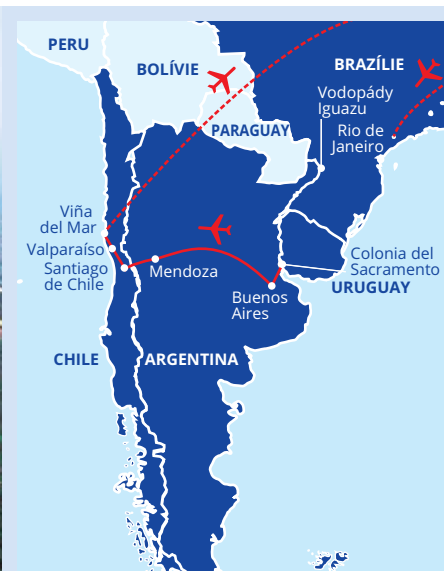 PERU
BOLÍVIE
BRAZÍLIE
Vodopády
Iguazu
PARAGUAY
Rio de
Janeiro
Viña
del Mar
Valparaíso
Santiago
de Chile
Mendoza
Buenos
Aires
Colonia del
Sacramento
URUGUAY
CHILE
ARGENTINA